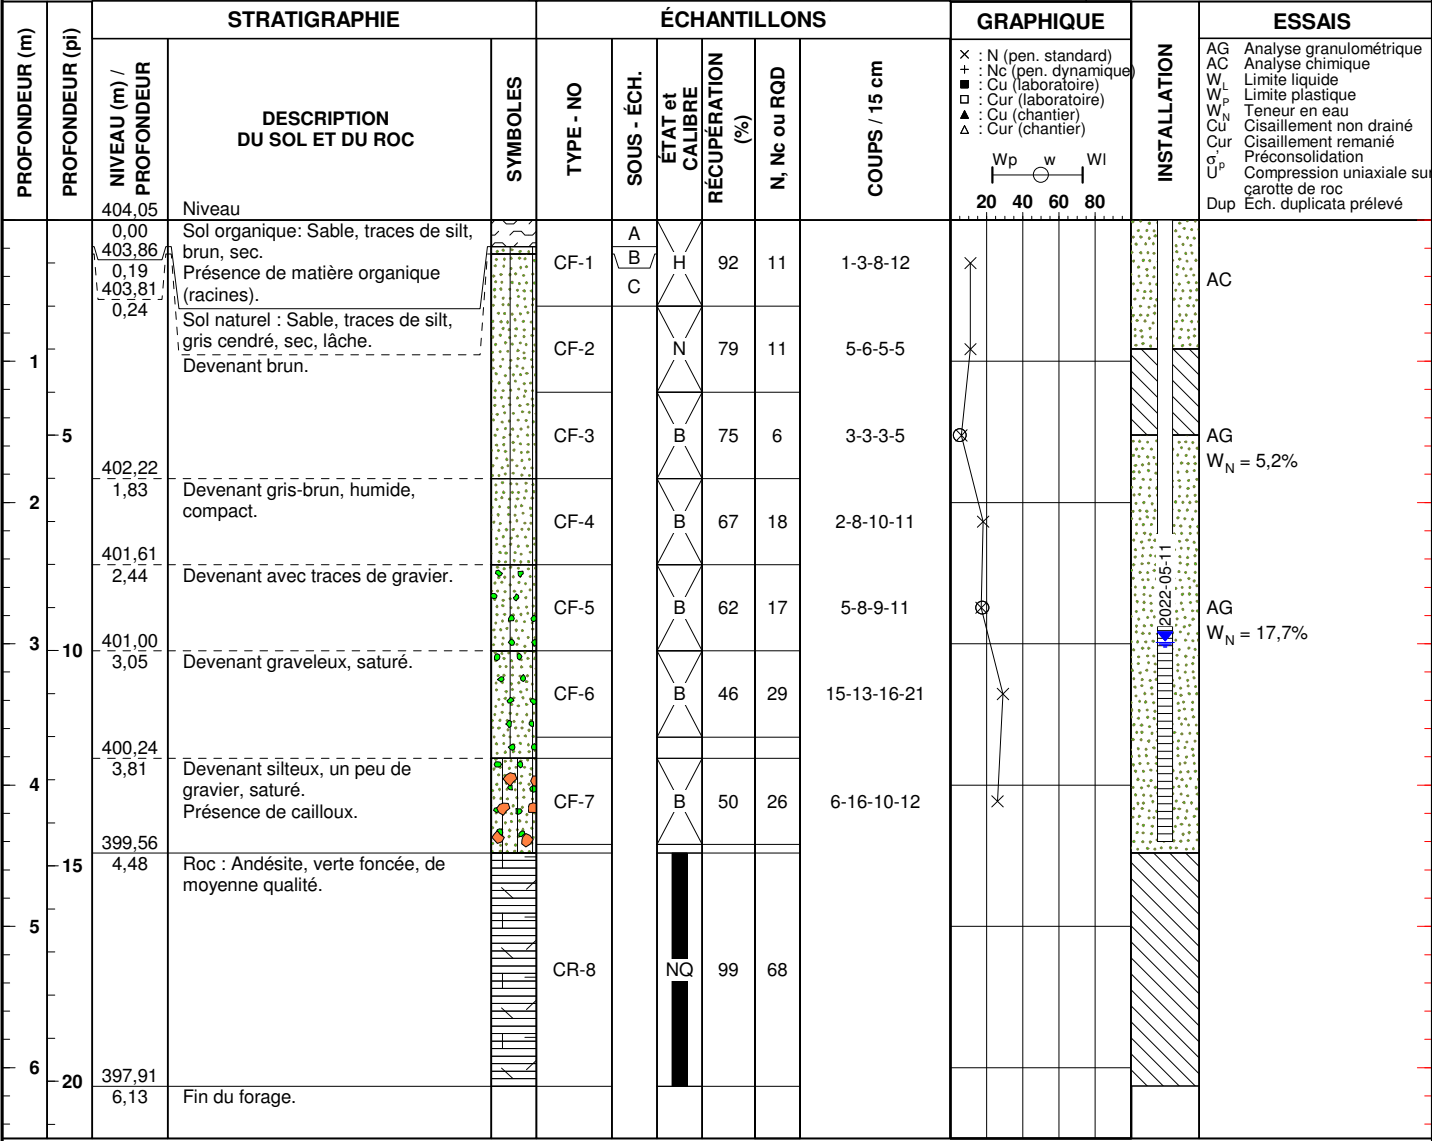 STRATIGRAPHIE
ÉCHANTILLONS
GRAPHIQUE
ESSAIS
PROFONDEUR (m)
PROFONDEUR (pi)
NIVEAU (m) /
PROFONDEUR
DESCRIPTION
DU SOL ET DU ROC
SYMBOLES
TYPE - NO
SOUS - ÉCH.
ÉTAT et
CALIBRE
RÉCUPÉRATION
(%)
N, Nc ou RQD
COUPS / 15 cm
× : N (pen. standard)
+ : Nc (pen. dynamique)
■ : Cu (laboratoire)
□ : Cur (laboratoire)
▲ : Cu (chantier)
△ : Cur (chantier)
Wp w Wl
20 40 60 80
INSTALLATION
AG Analyse granulométrique
AC Analyse chimique
WL Limite liquide
WP Limite plastique
WN Teneur en eau
Cu Cisaillement non drainé
Cur Cisaillement remanié
σ'p Préconsolidation
U Compression uniaxiale sur
carotte de roc
Dup Éch. duplicata prélevé
404,05 Niveau
0,00 Sol organique: Sable, traces de silt,
403,86 brun, sec.
0,19 Présence de matière organique
403,81 (racines).
0,24
Sol naturel : Sable, traces de silt,
gris cendré, sec, lâche.
Devenant brun.
402,22
1,83 Devenant gris-brun, humide,
compact.
401,61
2,44 Devenant avec traces de gravier.
401,00
3,05 Devenant graveleux, saturé.
400,24
3,81 Devenant silteux, un peu de
gravier, saturé.
Présence de cailloux.
399,56
4,48 Roc : Andésite, verte foncée, de
moyenne qualité.
397,91
6,13 Fin du forage.
1
2
3
4
5
6
5
10
15
20
A
B
C
CF-1 H 92 11 1-3-8-12
CF-2 N 79 11 5-6-5-5
CF-3 B 75 6 3-3-3-5
CF-4 B 67 18 2-8-10-11
CF-5 B 62 17 5-8-9-11
CF-6 B 46 29 15-13-16-21
CF-7 B 50 26 6-16-10-12
CR-8 NQ 99 68
2022-05-11
AC
AG
WN = 5,2%
AG
WN = 17,7%